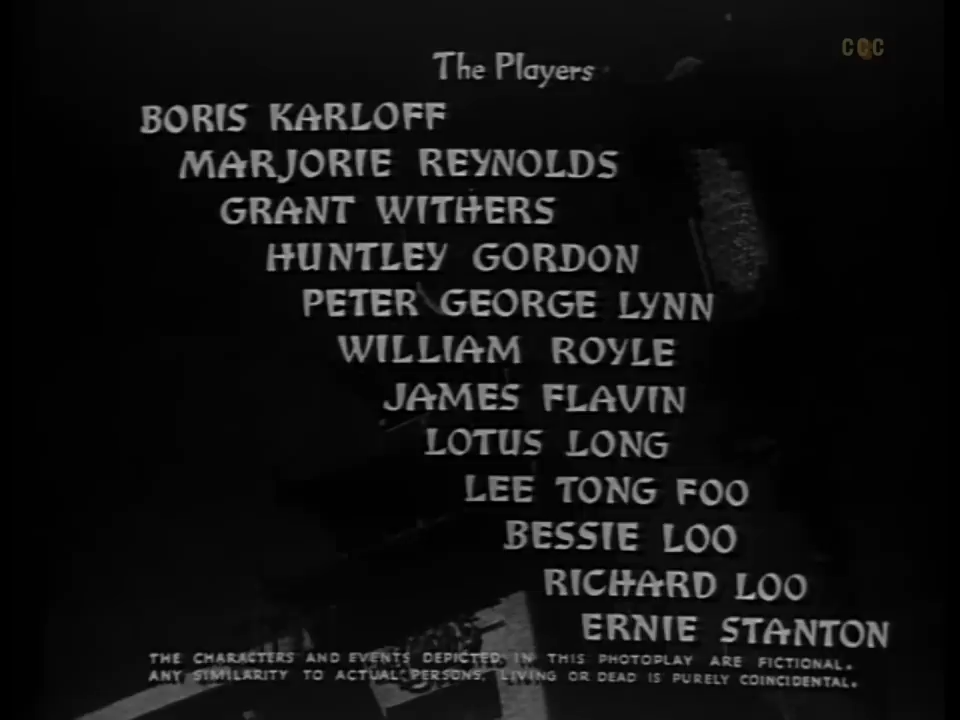 CCC
The Players
BORIS KARLOFF
MARJORIE REYNOLDS
GRANT WITHERS
HUNTLEY GORDON
PETER GEORGE LYNN
WILLIAM ROYLE
JAMES FLAVIN
LOTUS LONG
LEE TONG FOO
BESSIE LOO
RICHARD LOO
ERNIE STANTON
THE CHARACTERS AND EVENTS DEPICTED IN THIS PHOTOPLAY ARE FICTIONAL.
ANY SIMILARITY TO ACTUAL PERSONS, LIVING OR DEAD IS PURELY COINCIDENTAL.